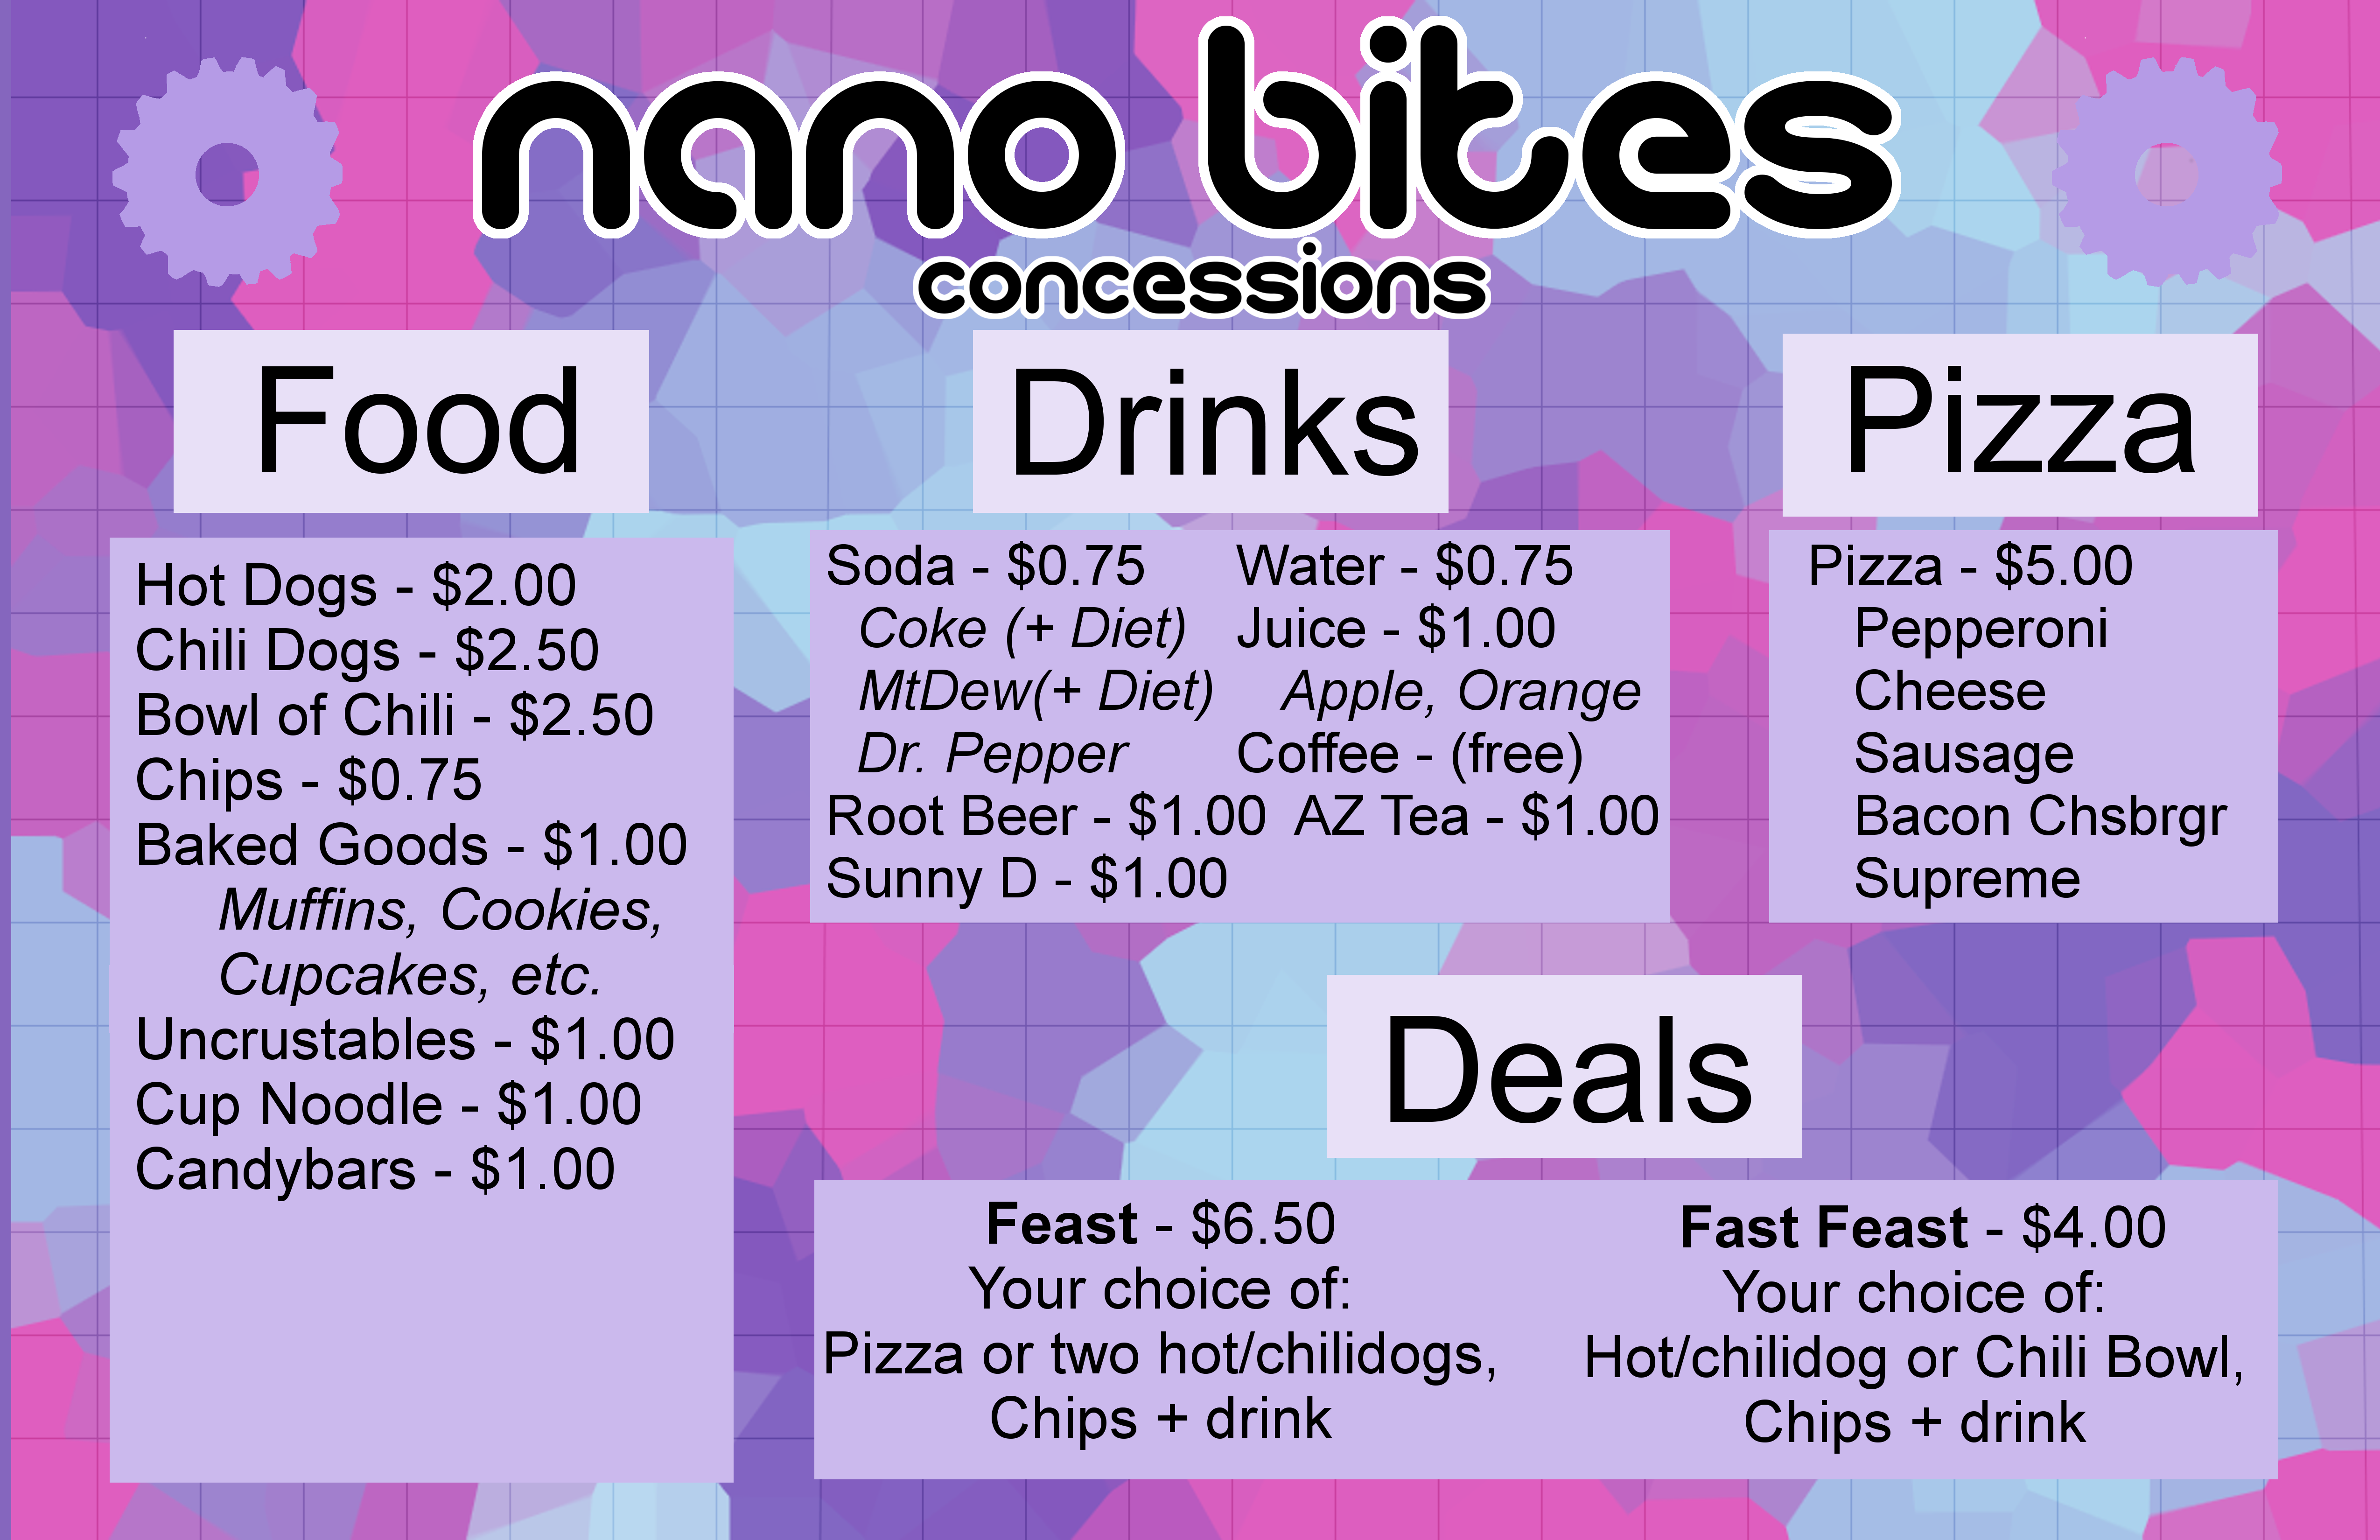 nano bites
concessions
Food
Hot Dogs - $2.00
Chili Dogs - $2.50
Bowl of Chili - $2.50
Chips - $0.75
Baked Goods - $1.00
Muffins, Cookies,
Cupcakes, etc.
Uncrustables - $1.00
Cup Noodle - $1.00
Candybars - $1.00
Drinks
Soda - $0.75
Coke (+ Diet)
MtDew(+ Diet)
Dr. Pepper
Root Beer - $1.00
Sunny D - $1.00
Water - $0.75
Juice - $1.00
Apple, Orange
Coffee - (free)
AZ Tea - $1.00
Pizza
Pizza - $5.00
Pepperoni
Cheese
Sausage
Bacon Chsbrgr
Supreme
Deals
Feast - $6.50
Your choice of:
Pizza or two hot/chilidogs,
Chips + drink
Fast Feast - $4.00
Your choice of:
Hot/chilidog or Chili Bowl,
Chips + drink